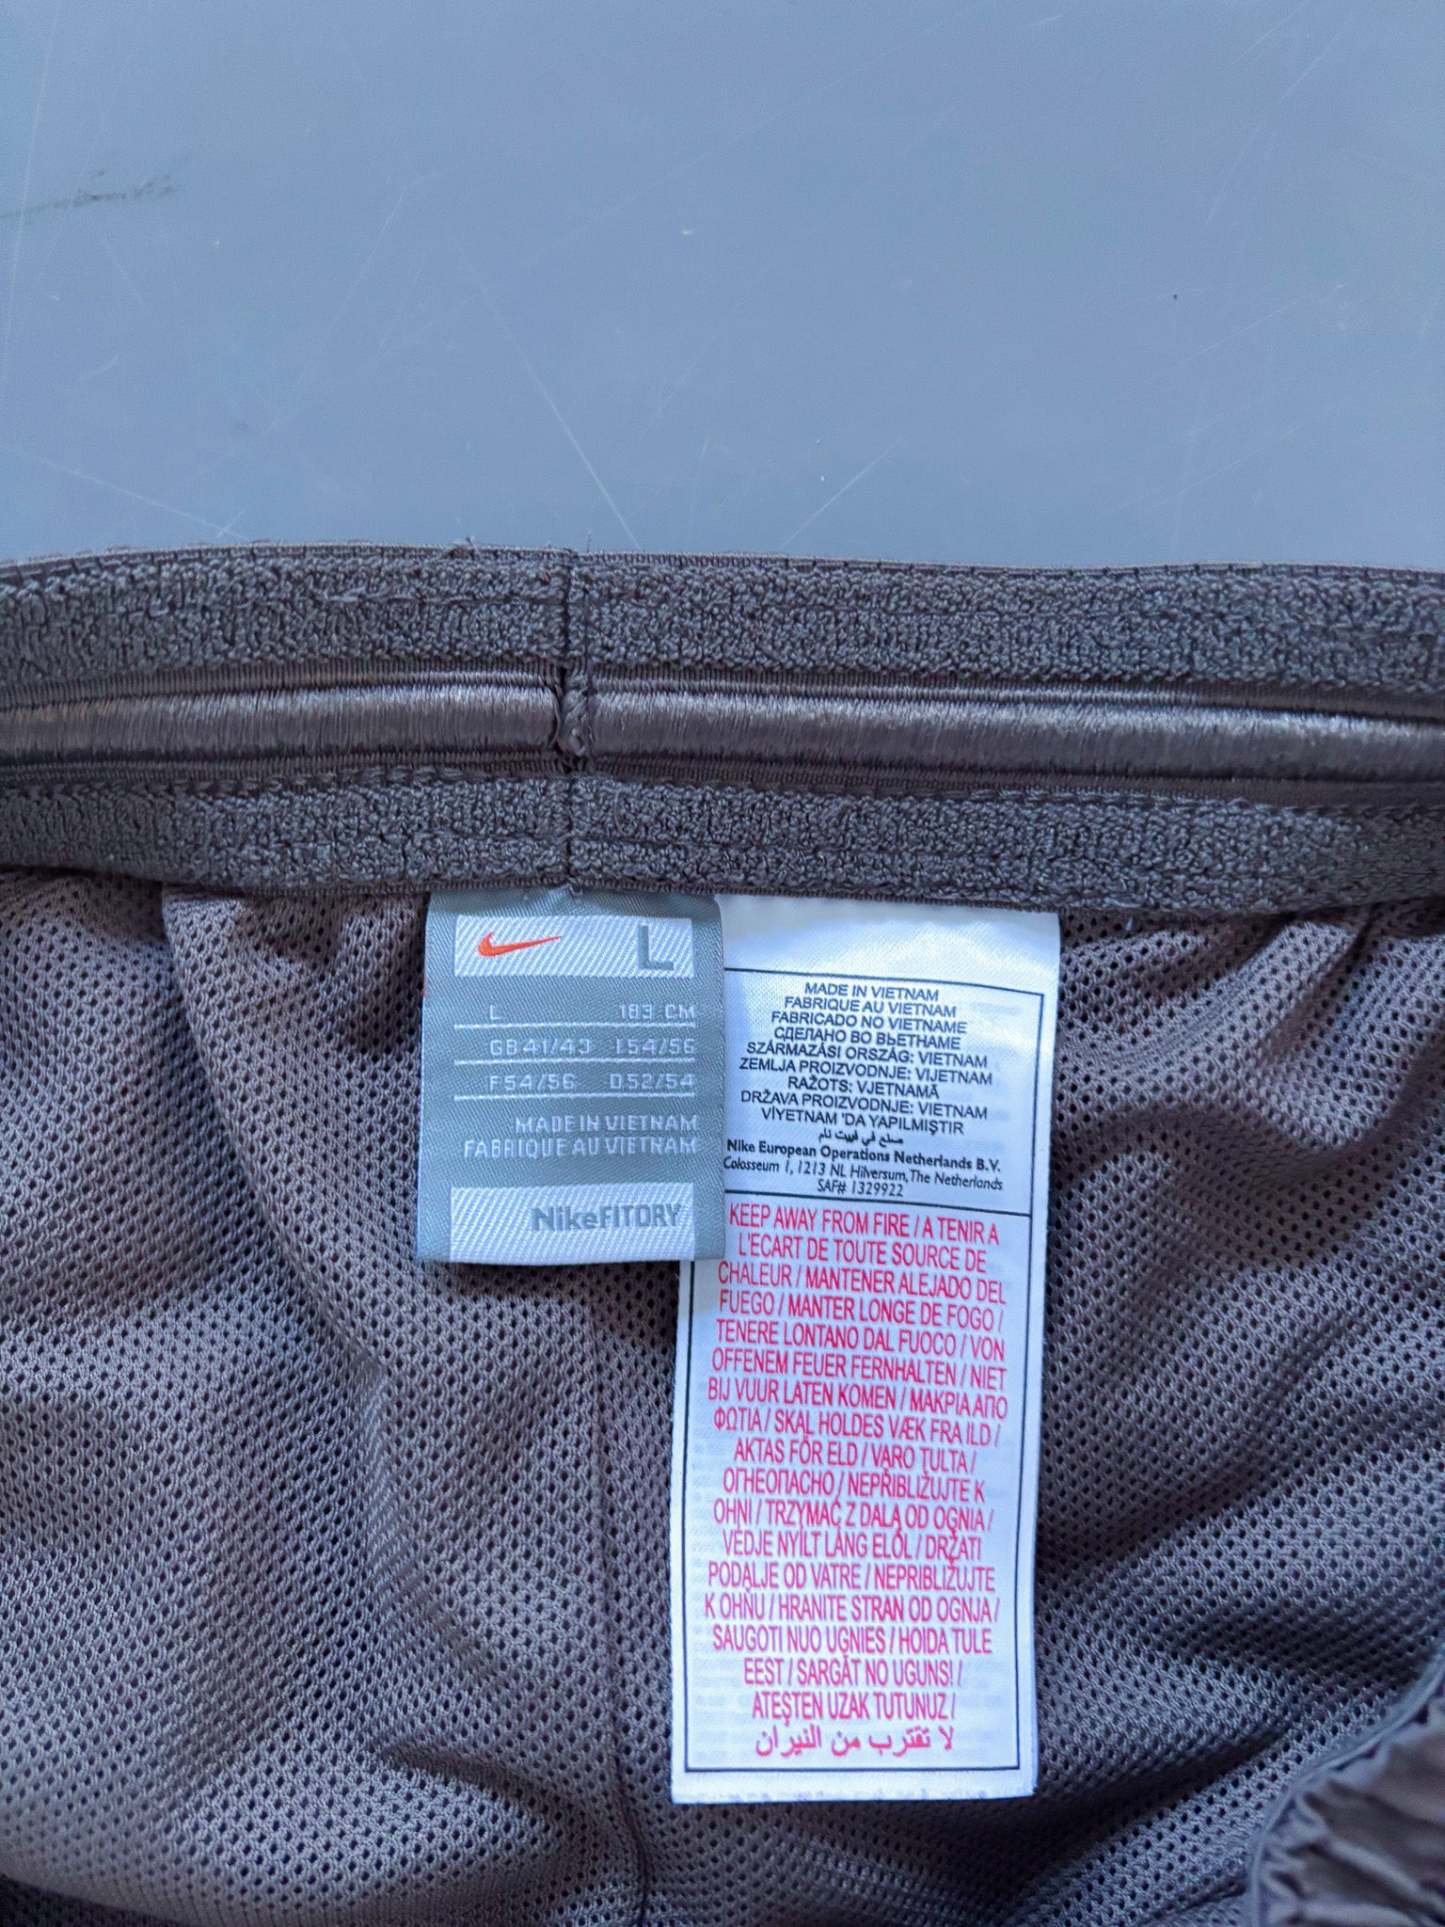 L
L 183 CM
GB 41/43 I 54/56
F 54/56 D 52/54
MADE IN VIETNAM
FABRIQUE AU VIETNAM
NikeFITDRY
MADE IN VIETNAM
FABRIQUE AU VIETNAM
FABRICADO NO VIETNAME
СДЕЛАНО ВО ВЬЕТНАМЕ
SZÁRMAZÁSI ORSZÁG: VIETNAM
ZEMLJA PROIZVODNJE: VIJETNAM
RAŽOTS: VJETNAMĀ
DRŽAVA PROIZVODNJE: VIETNAM
VİYETNAM 'DA YAPILMIŞTIR
صنع في فييت نام
Nike European Operations Netherlands B.V.
Colosseum 1, 1213 NL Hilversum, The Netherlands
SAF# 1329922
KEEP AWAY FROM FIRE / A TENIR A
L'ECART DE TOUTE SOURCE DE
CHALEUR / MANTENER ALEJADO DEL
FUEGO / MANTER LONGE DE FOGO /
TENERE LONTANO DAL FUOCO / VON
OFFENEM FEUER FERNHALTEN / NIET
BIJ VUUR LATEN KOMEN / ΜΑΚΡΙΑ ΑΠΟ
ΦΩΤΙΑ / SKAL HOLDES VÆK FRA ILD /
AKTAS FÖR ELD / VARO TULTA /
ОГНЕОПАСНО / NEPŘIBLIŽUJTE K
OHNI / TRZYMAĆ Z DALA OD OGNIA /
VÉDJE NYÍLT LÁNG ELŐL / DRŽATI
PODALJE OD VATRE / NEPRIBLIŽUJTE
K OHŇU / HRANITE STRAN OD OGNJA /
SAUGOTI NUO UGNIES / HOIDA TULE
EEST / SARGĀT NO UGUNS! /
ATEŞTEN UZAK TUTUNUZ /
لا تقترب من النيران